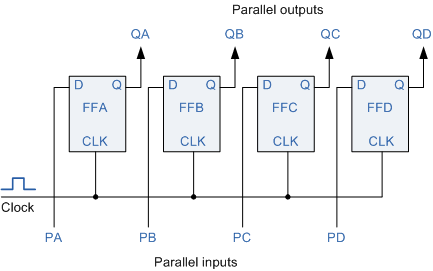 Parallel outputs
QA QB QC QD
D Q D Q D Q D Q
FFA FFB FFC FFD
CLK CLK CLK CLK
Clock
PA PB PC PD
Parallel inputs